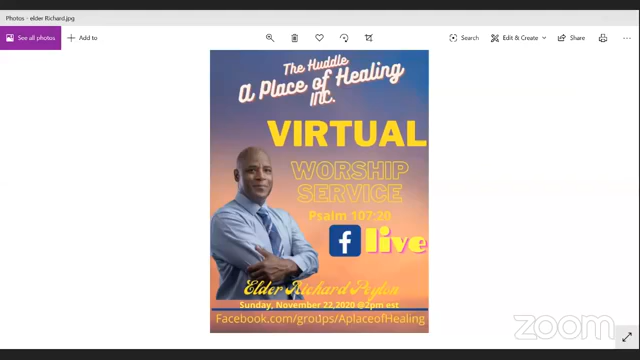 Photos - elder Richard.jpg
See all photos
Add to
Search
Edit & Create
Share
The Huddle
A Place of Healing
INC.
VIRTUAL
WORSHIP
SERVICE
Psalm 107:20
f live
Elder Richard Peylon
Sunday, November 22,2020 @2pm est
Facebook.com/groups/AplaceofHealing
zoom